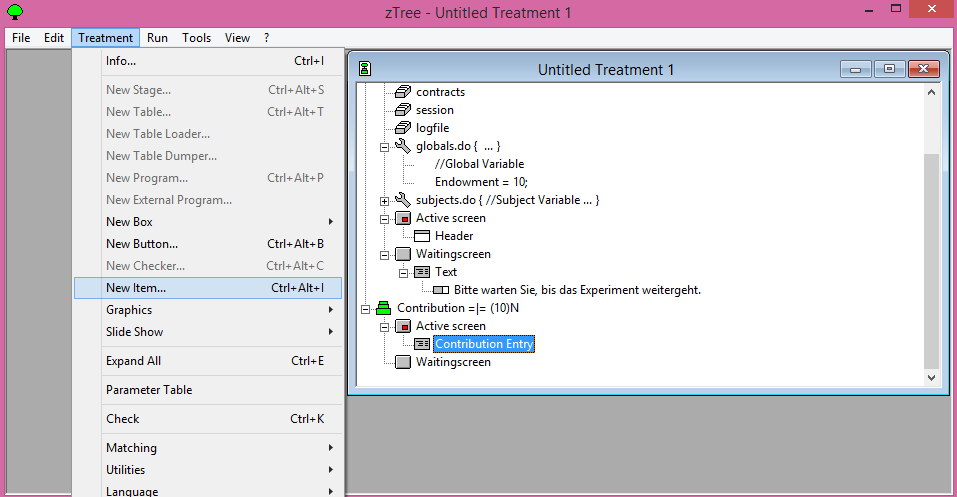 zTree - Untitled Treatment 1
File Edit Treatment Run Tools View ?
Info... Ctrl+I
New Stage... Ctrl+Alt+S
New Table... Ctrl+Alt+T
New Table Loader...
New Table Dumper...
New Program... Ctrl+Alt+P
New External Program...
New Box
New Button... Ctrl+Alt+B
New Checker... Ctrl+Alt+C
New Item... Ctrl+Alt+I
Graphics
Slide Show
Expand All Ctrl+E
Parameter Table
Check Ctrl+K
Matching
Utilities
Language
Untitled Treatment 1
contracts
session
logfile
globals.do { ... }
//Global Variable
Endowment = 10;
subjects.do { //Subject Variable ... }
Active screen
Header
Waitingscreen
Text
Bitte warten Sie, bis das Experiment weitergeht.
Contribution =|= (10)N
Active screen
Contribution Entry
Waitingscreen